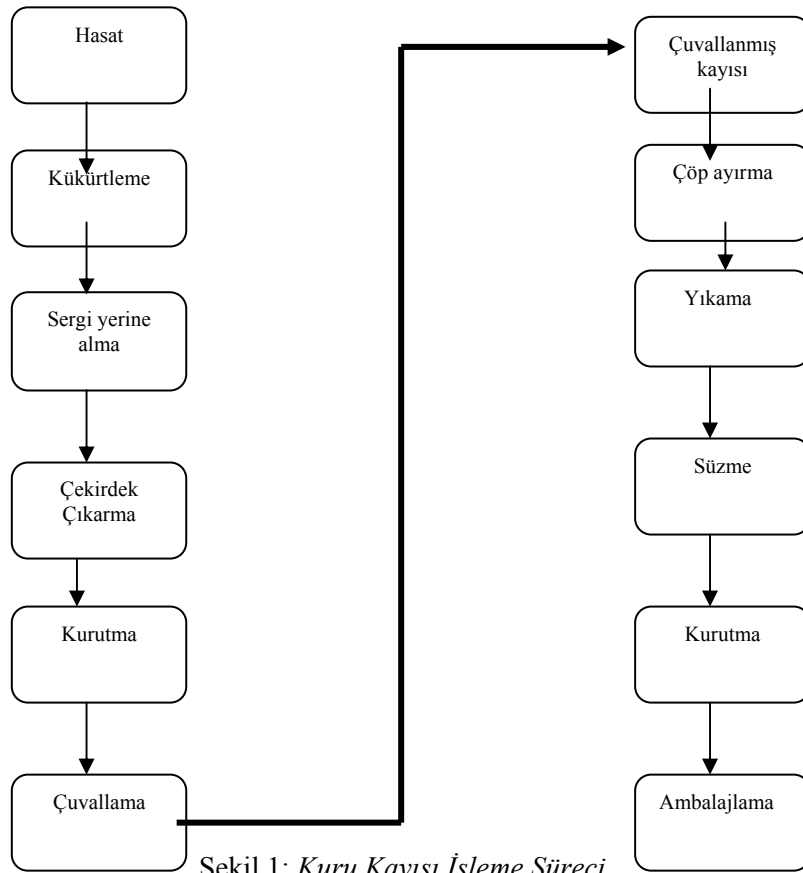 Hasat
Kükürtleme
Sergi yerine
alma
Çekirdek
Çıkarma
Kurutma
Çuvallama
Çuvallanmış
kayısı
Çöp ayırma
Yıkama
Süzme
Kurutma
Ambalajlama
Şekil 1: Kuru Kayısı İşleme Süreci